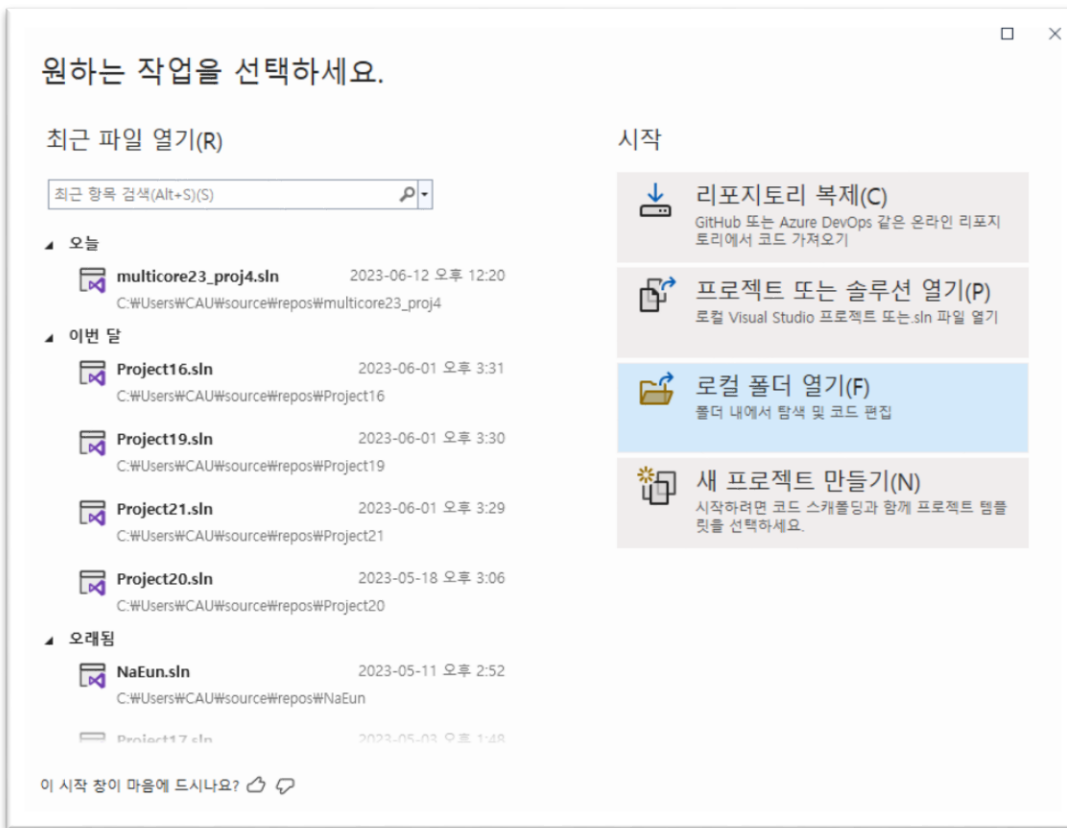 원하는 작업을 선택하세요.
최근 파일 열기(R)
최근 항목 검색(Alt+S)(S)
오늘
multicore23_proj4.sln 2023-06-12 오후 12:20
C:₩Users₩CAU₩source₩repos₩multicore23_proj4
이번 달
Project16.sln 2023-06-01 오후 3:31
C:₩Users₩CAU₩source₩repos₩Project16
Project19.sln 2023-06-01 오후 3:30
C:₩Users₩CAU₩source₩repos₩Project19
Project21.sln 2023-06-01 오후 3:29
C:₩Users₩CAU₩source₩repos₩Project21
Project20.sln 2023-05-18 오후 3:06
C:₩Users₩CAU₩source₩repos₩Project20
오래됨
NaEun.sln 2023-05-11 오후 2:52
C:₩Users₩CAU₩source₩repos₩NaEun
Project17.sln 2023-05-03 오후 1:48
이 시작 창이 마음에 드시나요?
시작
리포지토리 복제(C)
GitHub 또는 Azure DevOps 같은 온라인 리포지
토리에서 코드 가져오기
프로젝트 또는 솔루션 열기(P)
로컬 Visual Studio 프로젝트 또는.sln 파일 열기
로컬 폴더 열기(F)
폴더 내에서 탐색 및 코드 편집
새 프로젝트 만들기(N)
시작하려면 코드 스캐폴딩과 함께 프로젝트 템플
릿을 선택하세요.